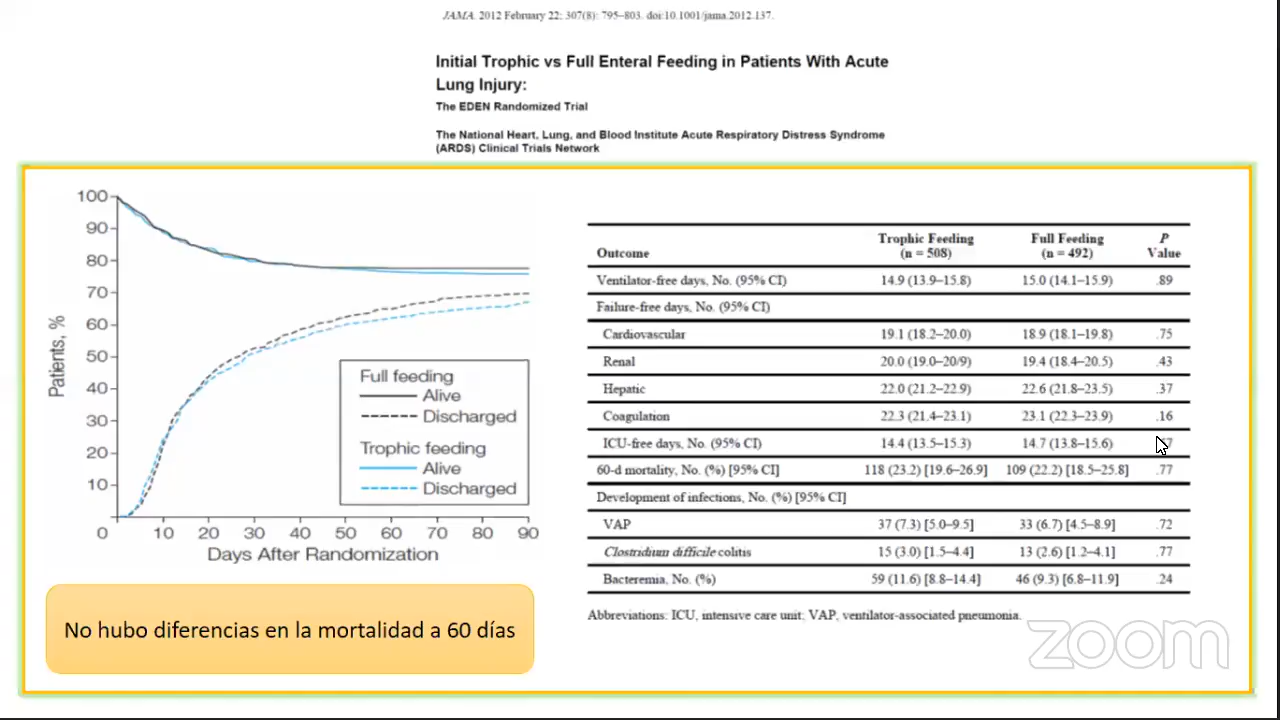 JAMA. 2012 February 22; 307(8): 795–803. doi:10.1001/jama.2012.137.
Initial Trophic vs Full Enteral Feeding in Patients With Acute
Lung Injury:
The EDEN Randomized Trial
The National Heart, Lung, and Blood Institute Acute Respiratory Distress Syndrome
(ARDS) Clinical Trials Network
100
90
80
70
60
50
40
30
20
10
Patients, %
0 10 20 30 40 50 60 70 80 90
Days After Randomization
Full feeding
Alive
Discharged
Trophic feeding
Alive
Discharged
No hubo diferencias en la mortalidad a 60 días
Outcome Trophic Feeding (n = 508) Full Feeding (n = 492) P Value
Ventilator-free days, No. (95% CI) 14.9 (13.9–15.8) 15.0 (14.1–15.9) .89
Failure-free days, No. (95% CI)
Cardiovascular 19.1 (18.2–20.0) 18.9 (18.1–19.8) .75
Renal 20.0 (19.0–20/9) 19.4 (18.4–20.5) .43
Hepatic 22.0 (21.2–22.9) 22.6 (21.8–23.5) .37
Coagulation 22.3 (21.4–23.1) 23.1 (22.3–23.9) .16
ICU-free days, No. (95% CI) 14.4 (13.5–15.3) 14.7 (13.8–15.6)
60-d mortality, No. (%) [95% CI] 118 (23.2) [19.6–26.9] 109 (22.2) [18.5–25.8] .77
Development of infections, No. (%) [95% CI]
VAP 37 (7.3) [5.0–9.5] 33 (6.7) [4.5–8.9] .72
Clostridium difficile colitis 15 (3.0) [1.5–4.4] 13 (2.6) [1.2–4.1] .77
Bacteremia, No. (%) 59 (11.6) [8.8–14.4] 46 (9.3) [6.8–11.9] .24
Abbreviations: ICU, intensive care unit; VAP, ventilator-associated pneumonia.
zoom